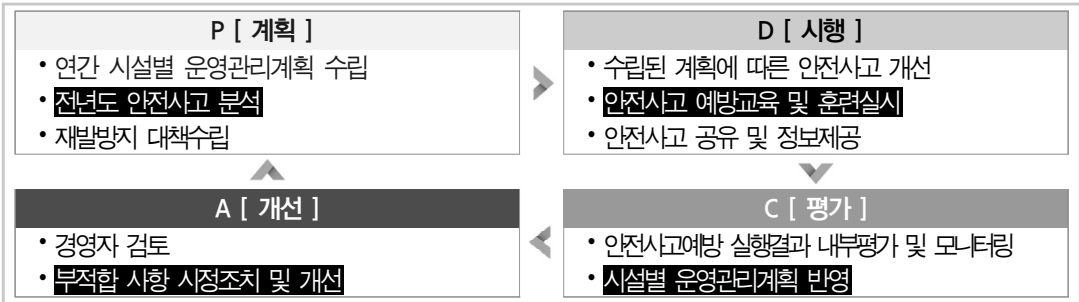 P [ 계획 ]
• 연간 시설별 운영관리계획 수립
• 전년도 안전사고 분석
• 재발방지 대책수립
D [ 시행 ]
• 수립된 계획에 따른 안전사고 개선
• 안전사고 예방교육 및 훈련실시
• 안전사고 공유 및 정보제공
A [ 개선 ]
• 경영자 검토
• 부적합 사항 시정조치 및 개선
C [ 평가 ]
• 안전사고예방 실행결과 내부평가 및 모니터링
• 시설별 운영관리계획 반영